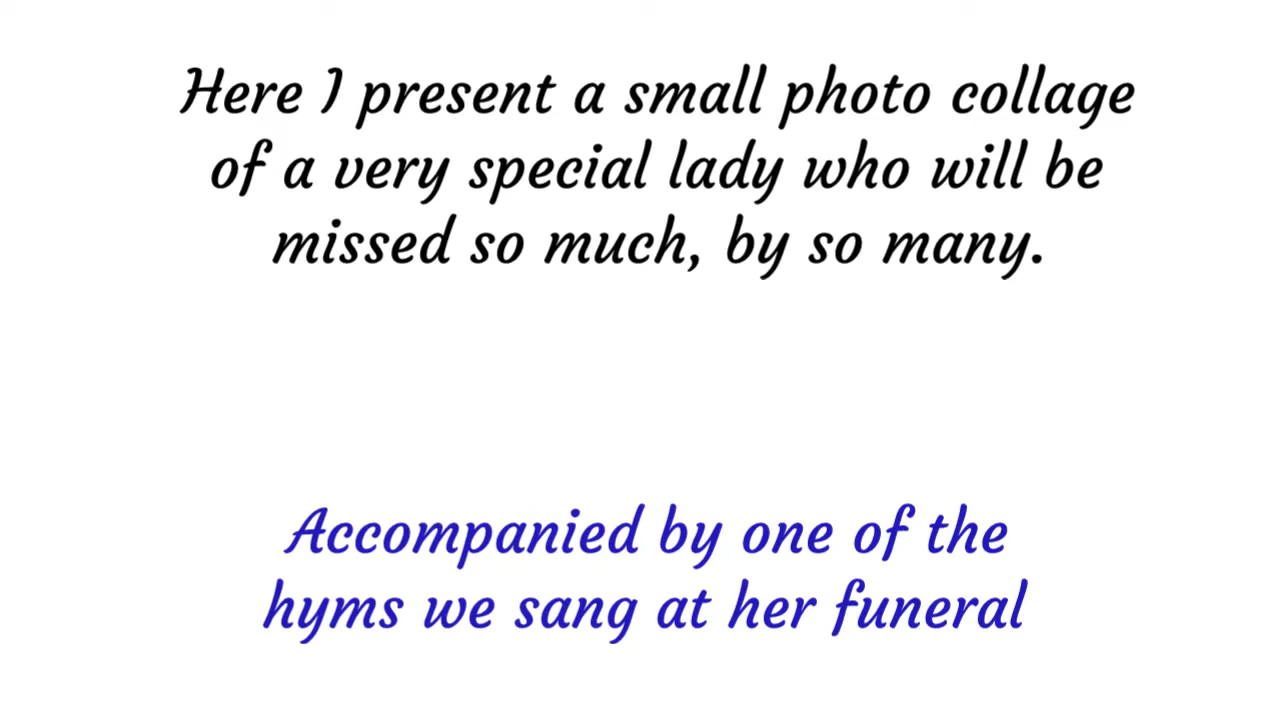 Here I present a small photo collage
of a very special lady who will be
missed so much, by so many.
Accompanied by one of the
hyms we sang at her funeral